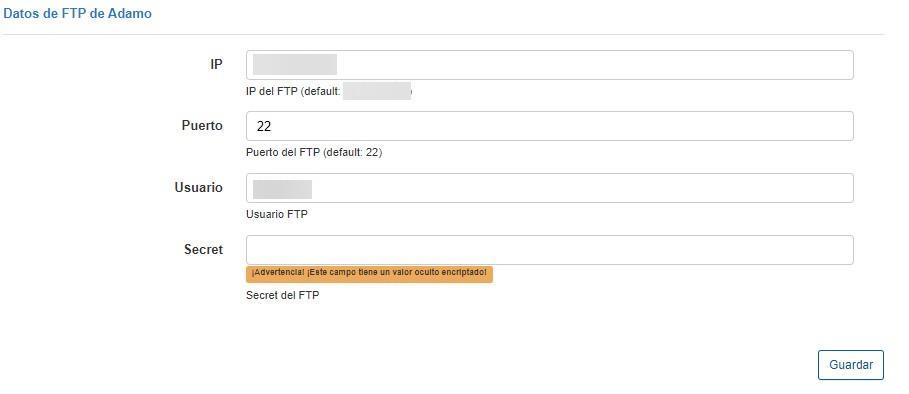 Datos de FTP de Adamo
IP
IP del FTP (default:
Puerto
22
Puerto del FTP (default: 22)
Usuario
Usuario FTP
Secret
¡Advertencia! ¡Este campo tiene un valor oculto encriptado!
Secret del FTP
Guardar